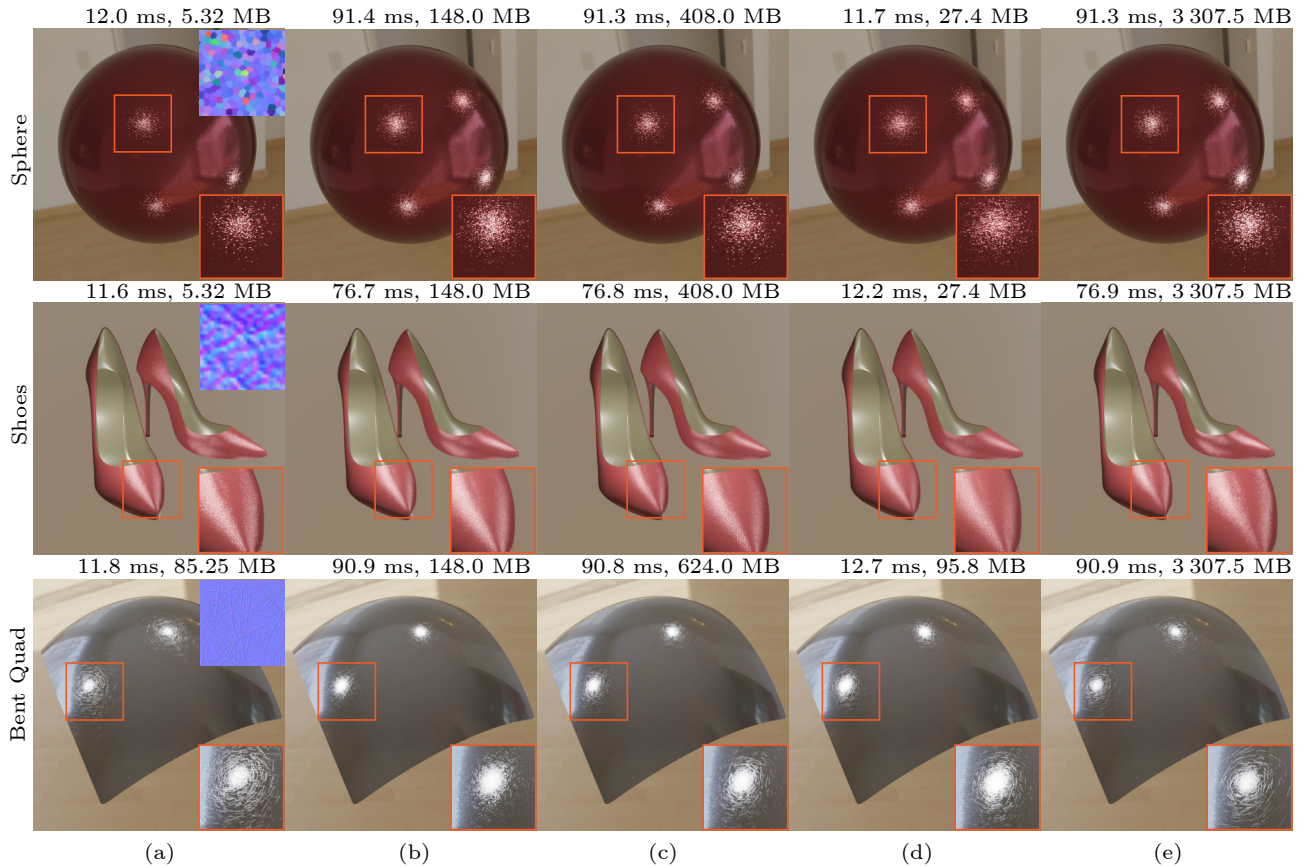 12.0 ms, 5.32 MB 91.4 ms, 148.0 MB 91.3 ms, 408.0 MB 11.7 ms, 27.4 MB 91.3 ms, 3 307.5 MB
Sphere
11.6 ms, 5.32 MB 76.7 ms, 148.0 MB 76.8 ms, 408.0 MB 12.2 ms, 27.4 MB 76.9 ms, 3 307.5 MB
Shoes
11.8 ms, 85.25 MB 90.9 ms, 148.0 MB 90.8 ms, 624.0 MB 12.7 ms, 95.8 MB 90.9 ms, 3 307.5 MB
Bent Quad
(a) (b) (c) (d) (e)